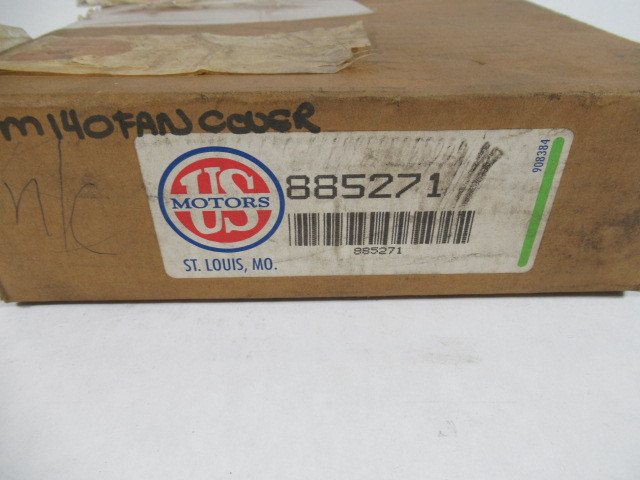 M140 FAN COVER
n/c
US
MOTORS
ST. LOUIS, MO.
885271
885271
908384